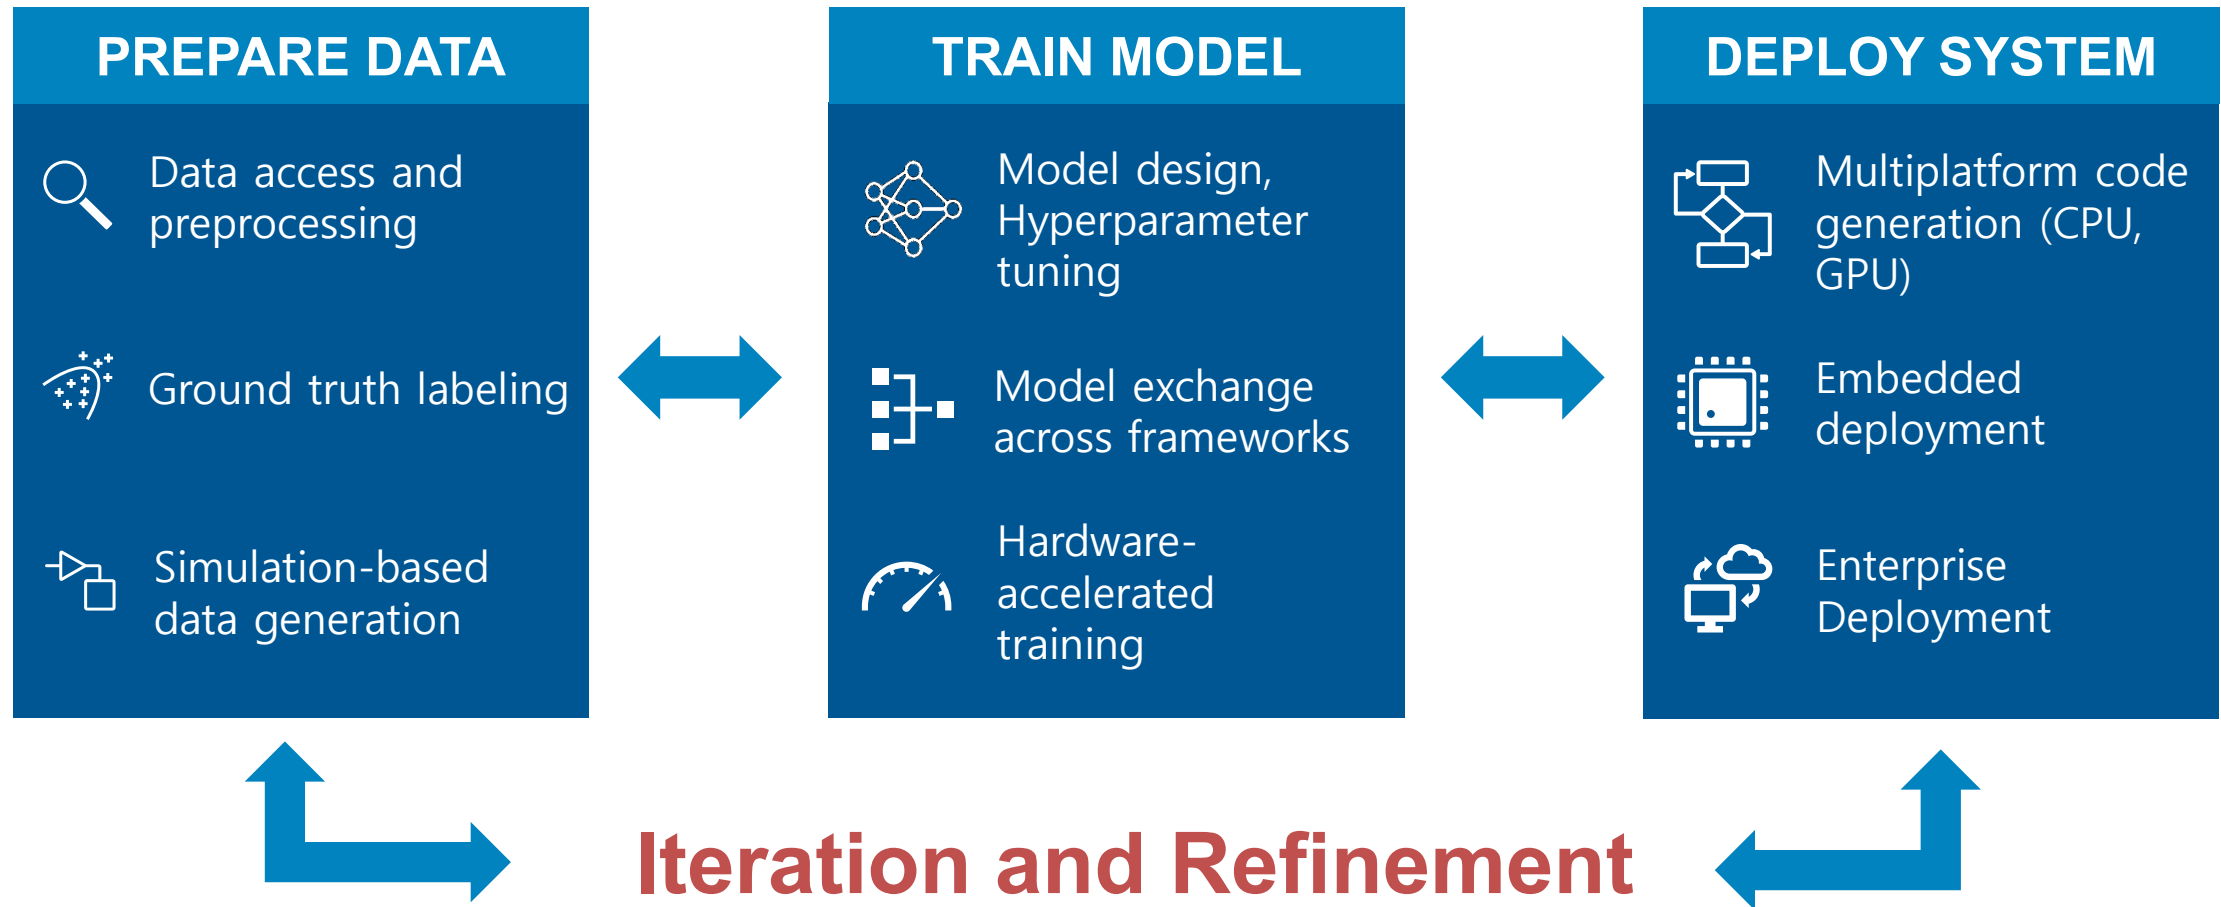 PREPARE DATA
Data access and
preprocessing
Ground truth labeling
Simulation-based
data generation
TRAIN MODEL
Model design,
Hyperparameter
tuning
Model exchange
across frameworks
Hardware-
accelerated
training
DEPLOY SYSTEM
Multiplatform code
generation (CPU,
GPU)
Embedded
deployment
Enterprise
Deployment
Iteration and Refinement